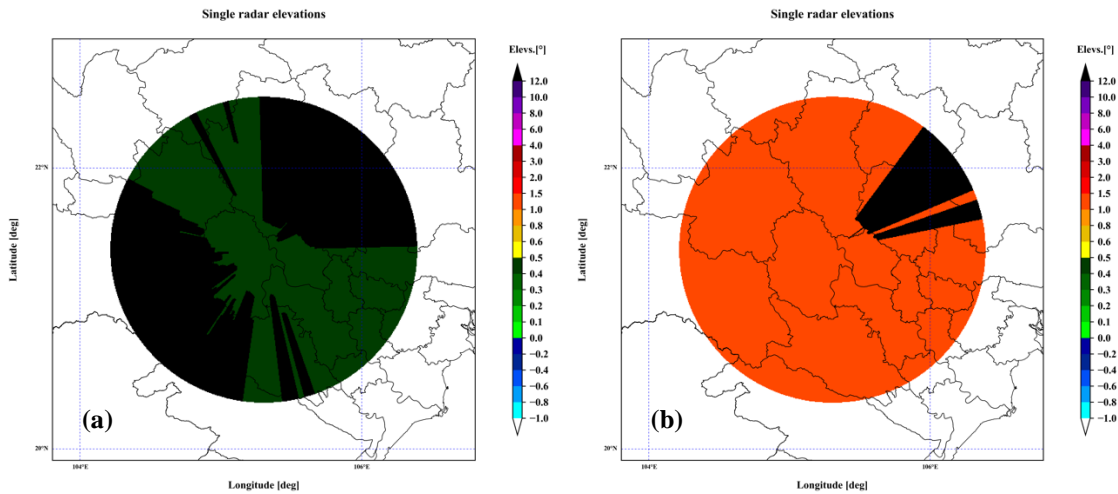 Single radar elevations
Elevs.[°]
12.0
10.0
8.0
6.0
4.0
3.0
2.0
1.5
1.0
0.9
0.8
0.6
0.5
0.4
0.3
0.2
0.1
0.0
−0.2
−0.4
−0.6
−0.8
−1.0
22°N
20°N
104°E
106°E
Latitude [deg]
Longitude [deg]
(a)
Single radar elevations
Elevs.[°]
12.0
10.0
8.0
6.0
4.0
3.0
2.0
1.5
1.0
0.9
0.8
0.6
0.5
0.4
0.3
0.2
0.1
0.0
−0.2
−0.4
−0.6
−0.8
−1.0
22°N
20°N
104°E
106°E
Latitude [deg]
Longitude [deg]
(b)